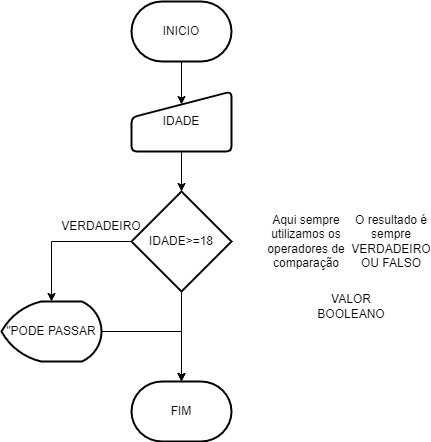 INICIO
IDADE
VERDADEIRO
IDADE>=18
Aqui sempre
utilizamos os
operadores de
comparação
O resultado é
sempre
VERDADEIRO
OU FALSO
VALOR
BOOLEANO
"PODE PASSAR
FIM